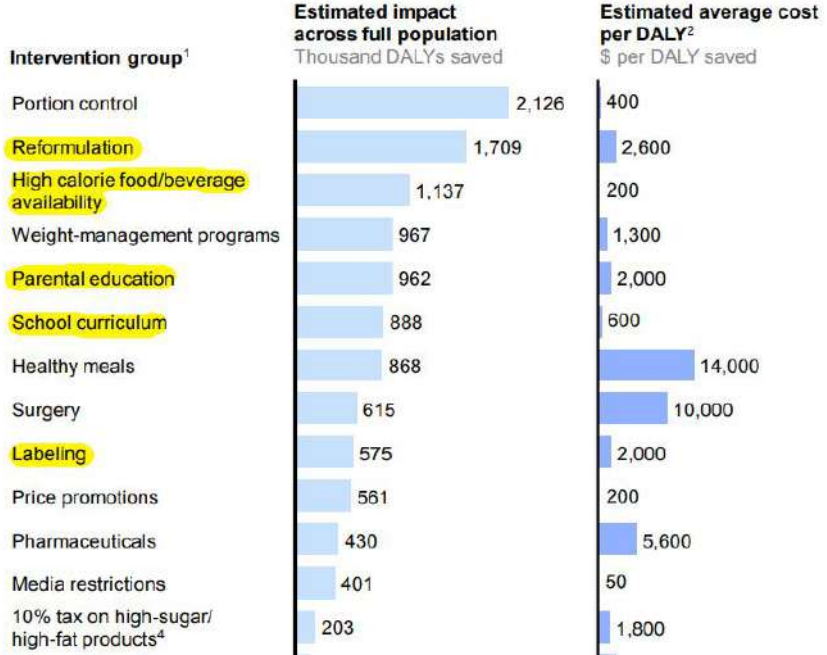 Estimated impact across full population
Thousand DALYs saved
Estimated average cost per DALY²
$ per DALY saved
Intervention group¹
Portion control 2,126 400
Reformulation 1,709 2,600
High calorie food/beverage availability 1,137 200
Weight-management programs 967 1,300
Parental education 962 2,000
School curriculum 888 600
Healthy meals 868 14,000
Surgery 615 10,000
Labeling 575 2,000
Price promotions 561 200
Pharmaceuticals 430 5,600
Media restrictions 401 50
10% tax on high-sugar/
high-fat products⁴ 203 1,800